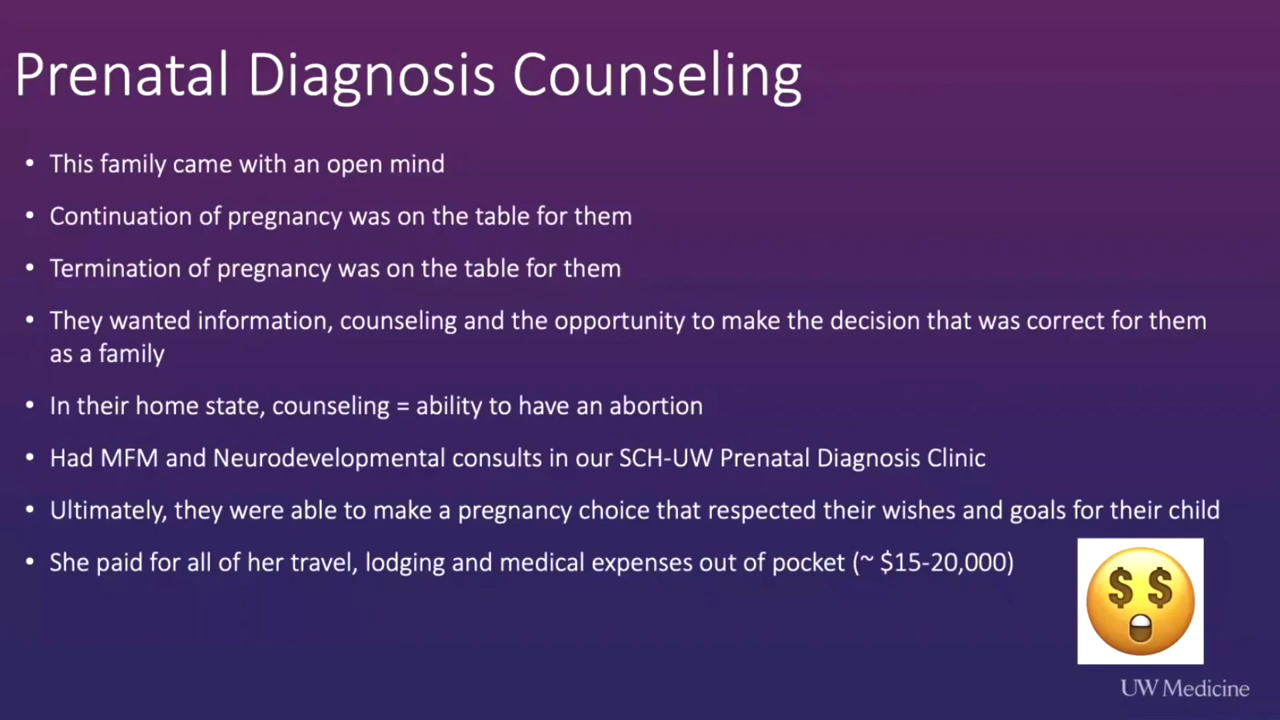 Prenatal Diagnosis Counseling
• This family came with an open mind
• Continuation of pregnancy was on the table for them
• Termination of pregnancy was on the table for them
• They wanted information, counseling and the opportunity to make the decision that was correct for them
as a family
• In their home state, counseling = ability to have an abortion
• Had MFM and Neurodevelopmental consults in our SCH-UW Prenatal Diagnosis Clinic
• Ultimately, they were able to make a pregnancy choice that respected their wishes and goals for their child
• She paid for all of her travel, lodging and medical expenses out of pocket (~ $15-20,000)
$ $
UW Medicine